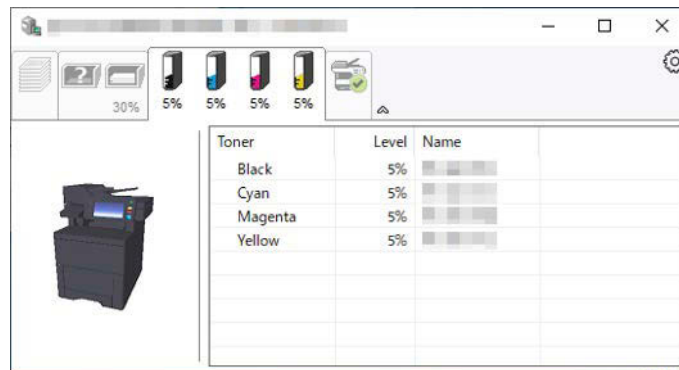 30%
5%
5%
5%
5%
Toner Level Name
Black 5%
Cyan 5%
Magenta 5%
Yellow 5%